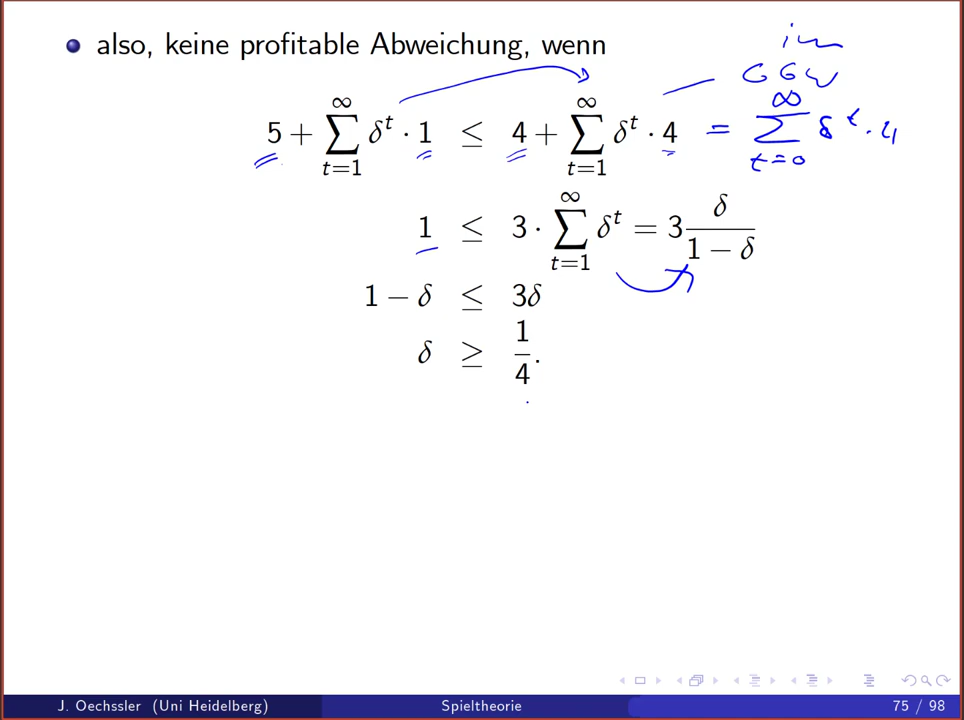 also, keine profitable Abweichung, wenn
im
GGW
5 + ∑_{t=1}^{∞} δ^t · 1 ≤ 4 + ∑_{t=1}^{∞} δ^t · 4 = ∑_{t=0}^{∞} δ^t · 4
1 ≤ 3 · ∑_{t=1}^{∞} δ^t = 3 δ/(1 − δ)
1 − δ ≤ 3δ
δ ≥ 1/4.
J. Oechssler (Uni Heidelberg) Spieltheorie 75 / 98